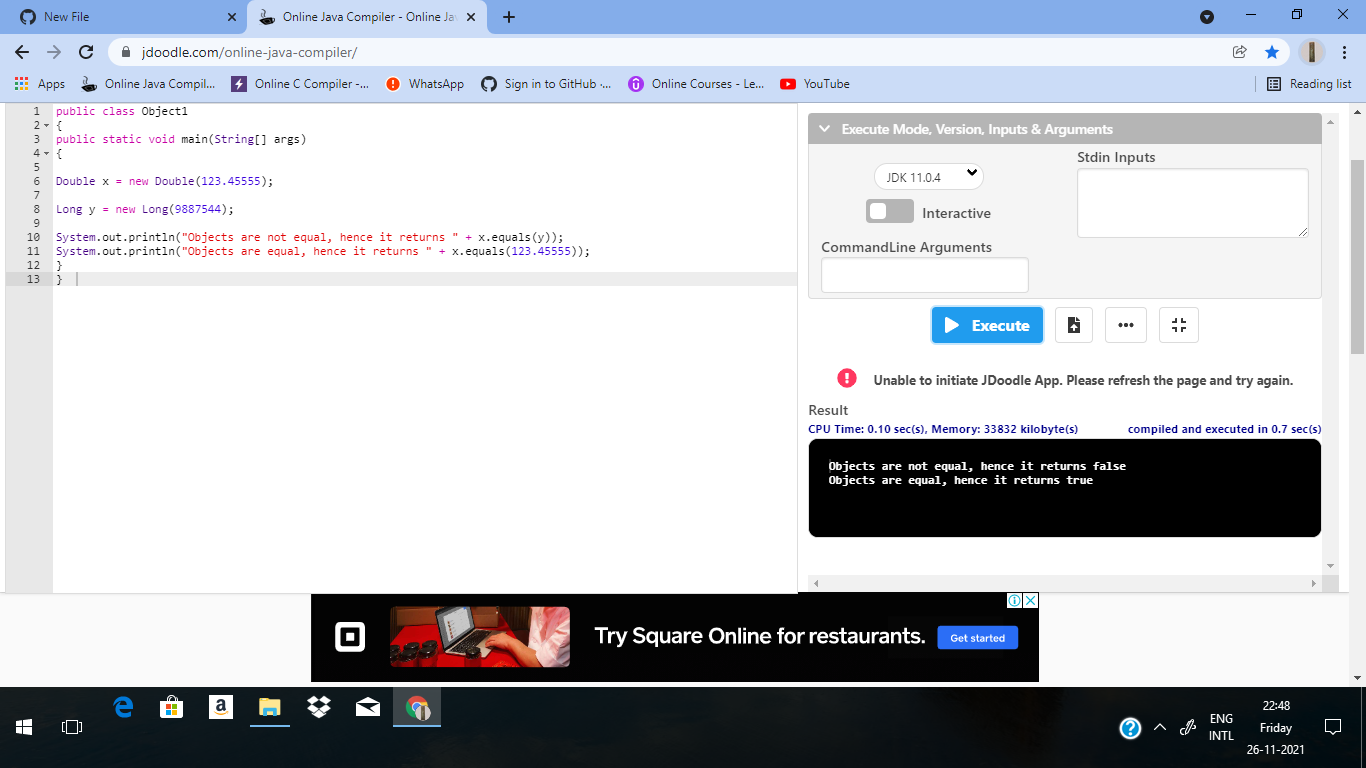 New File
Online Java Compiler - Online Ja
jdoodle.com/online-java-compiler/
Apps
Online Java Compil...
Online C Compiler -...
WhatsApp
Sign in to GitHub ·...
Online Courses - Le...
YouTube
Reading list
1 public class Object1
2 {
3 public static void main(String[] args)
4 {
5
6 Double x = new Double(123.45555);
7
8 Long y = new Long(9887544);
9
10 System.out.println("Objects are not equal, hence it returns " + x.equals(y));
11 System.out.println("Objects are equal, hence it returns " + x.equals(123.45555));
12 }
13 }
Execute Mode, Version, Inputs & Arguments
JDK 11.0.4
Interactive
Stdin Inputs
CommandLine Arguments
Execute
Unable to initiate JDoodle App. Please refresh the page and try again.
Result
CPU Time: 0.10 sec(s), Memory: 33832 kilobyte(s)
compiled and executed in 0.7 sec(s)
Objects are not equal, hence it returns false
Objects are equal, hence it returns true
Try Square Online for restaurants.
Get started
ENG
INTL
22:48
Friday
26-11-2021